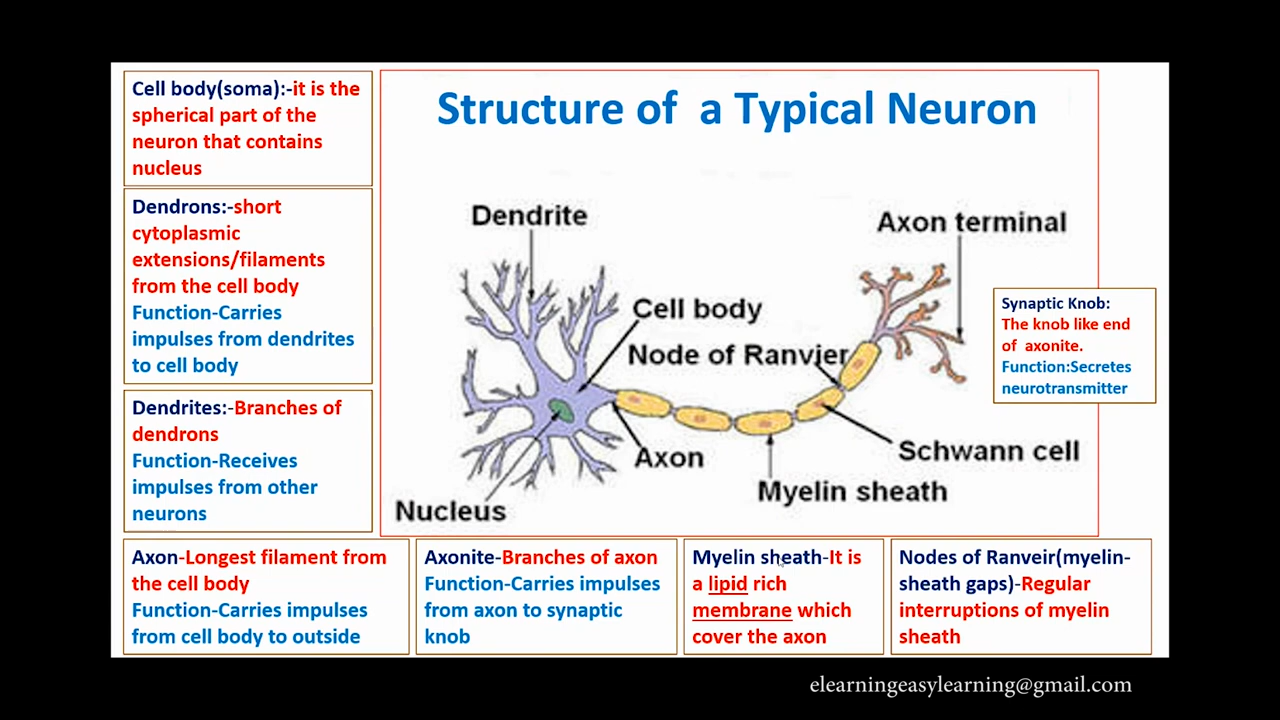 Structure of a Typical Neuron
Cell body(soma):-it is the
spherical part of the
neuron that contains
nucleus
Dendrons:-short
cytoplasmic
extensions/filaments
from the cell body
Function-Carries
impulses from dendrites
to cell body
Dendrites:-Branches of
dendrons
Function-Receives
impulses from other
neurons
Dendrite
Axon terminal
Cell body
Node of Ranvier
Axon
Schwann cell
Myelin sheath
Nucleus
Synaptic Knob:
The knob like end
of axonite.
Function:Secretes
neurotransmitter
Axon-Longest filament from
the cell body
Function-Carries impulses
from cell body to outside
Axonite-Branches of axon
Function-Carries impulses
from axon to synaptic
knob
Myelin sheath-It is
a lipid rich
membrane which
cover the axon
Nodes of Ranveir(myelin-
sheath gaps)-Regular
interruptions of myelin
sheath
elearningeasylearning@gmail.com